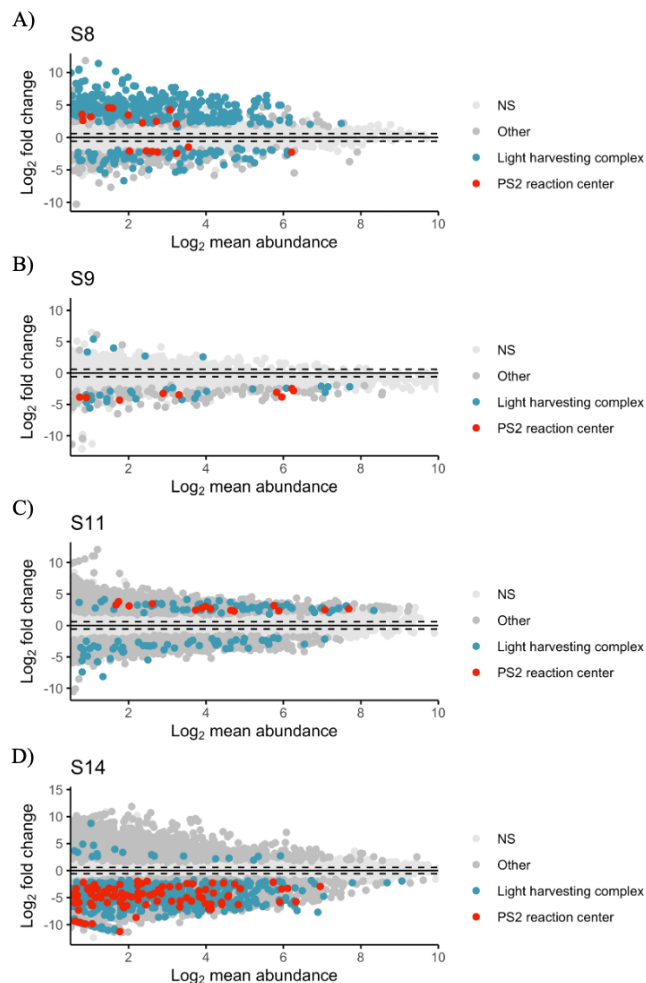 A)
S8
Log2 fold change
10
5
0
-5
-10
2 4 6 8 10
Log2 mean abundance
NS
Other
Light harvesting complex
PS2 reaction center
B)
S9
Log2 fold change
10
5
0
-5
-10
2 4 6 8 10
Log2 mean abundance
NS
Other
Light harvesting complex
PS2 reaction center
C)
S11
Log2 fold change
10
5
0
-5
-10
2 4 6 8 10
Log2 mean abundance
NS
Other
Light harvesting complex
PS2 reaction center
D)
S14
Log2 fold change
15
10
5
0
-5
-10
2 4 6 8 10
Log2 mean abundance
NS
Other
Light harvesting complex
PS2 reaction center